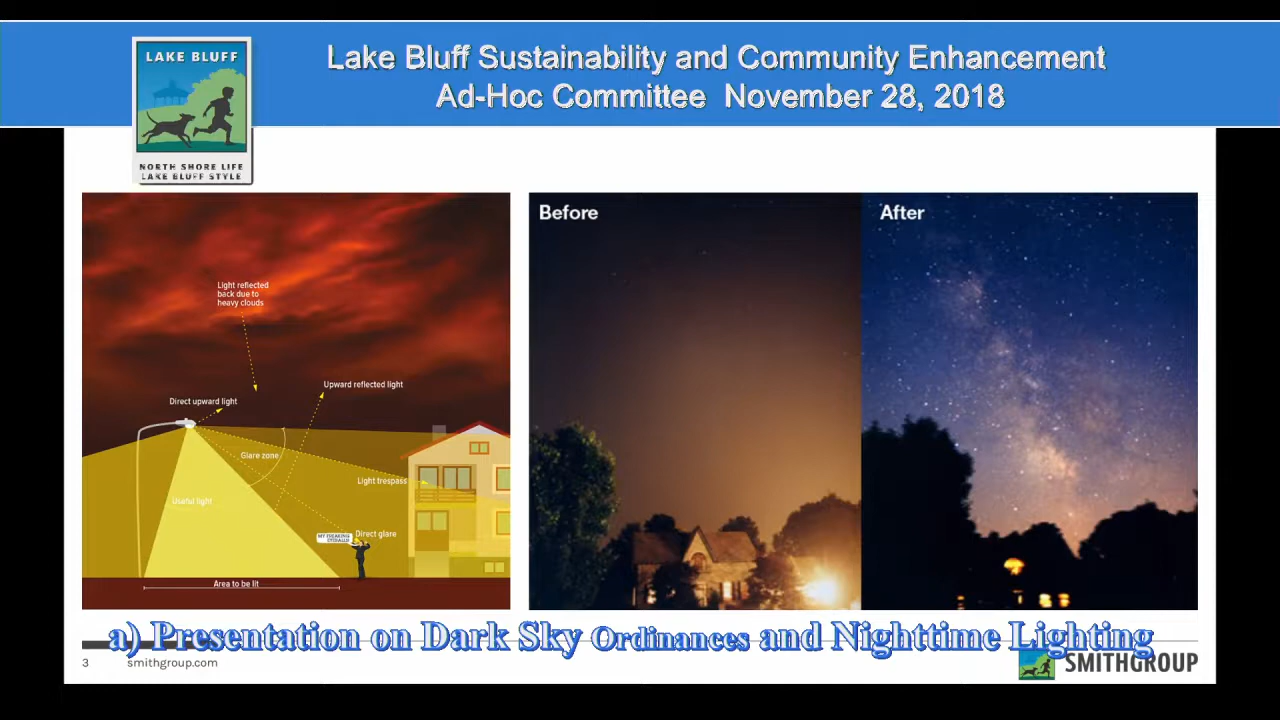 LAKE BLUFF
NORTH SHORE LIFE
LAKE BLUFF STYLE
Lake Bluff Sustainability and Community Enhancement
Ad-Hoc Committee November 28, 2018
Light reflected
back due to
heavy clouds
Direct upward light
Upward reflected light
Glare zone
Light trespass
Useful light
MY FREAKING
EYEBALLS
Direct glare
Area to be lit
Before
After
a) Presentation on Dark Sky Ordinances and Nighttime Lighting
3
smithgroup.com
SMITHGROUP